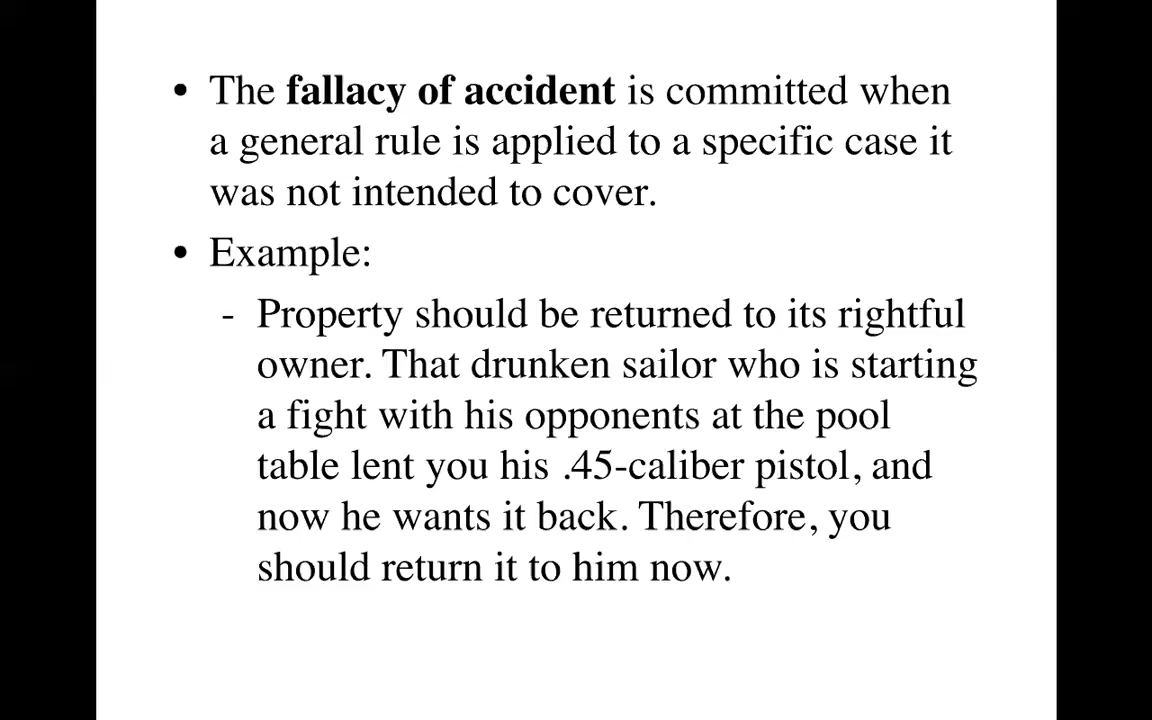 • The fallacy of accident is committed when
a general rule is applied to a specific case it
was not intended to cover.
• Example:
- Property should be returned to its rightful
owner. That drunken sailor who is starting
a fight with his opponents at the pool
table lent you his .45-caliber pistol, and
now he wants it back. Therefore, you
should return it to him now.